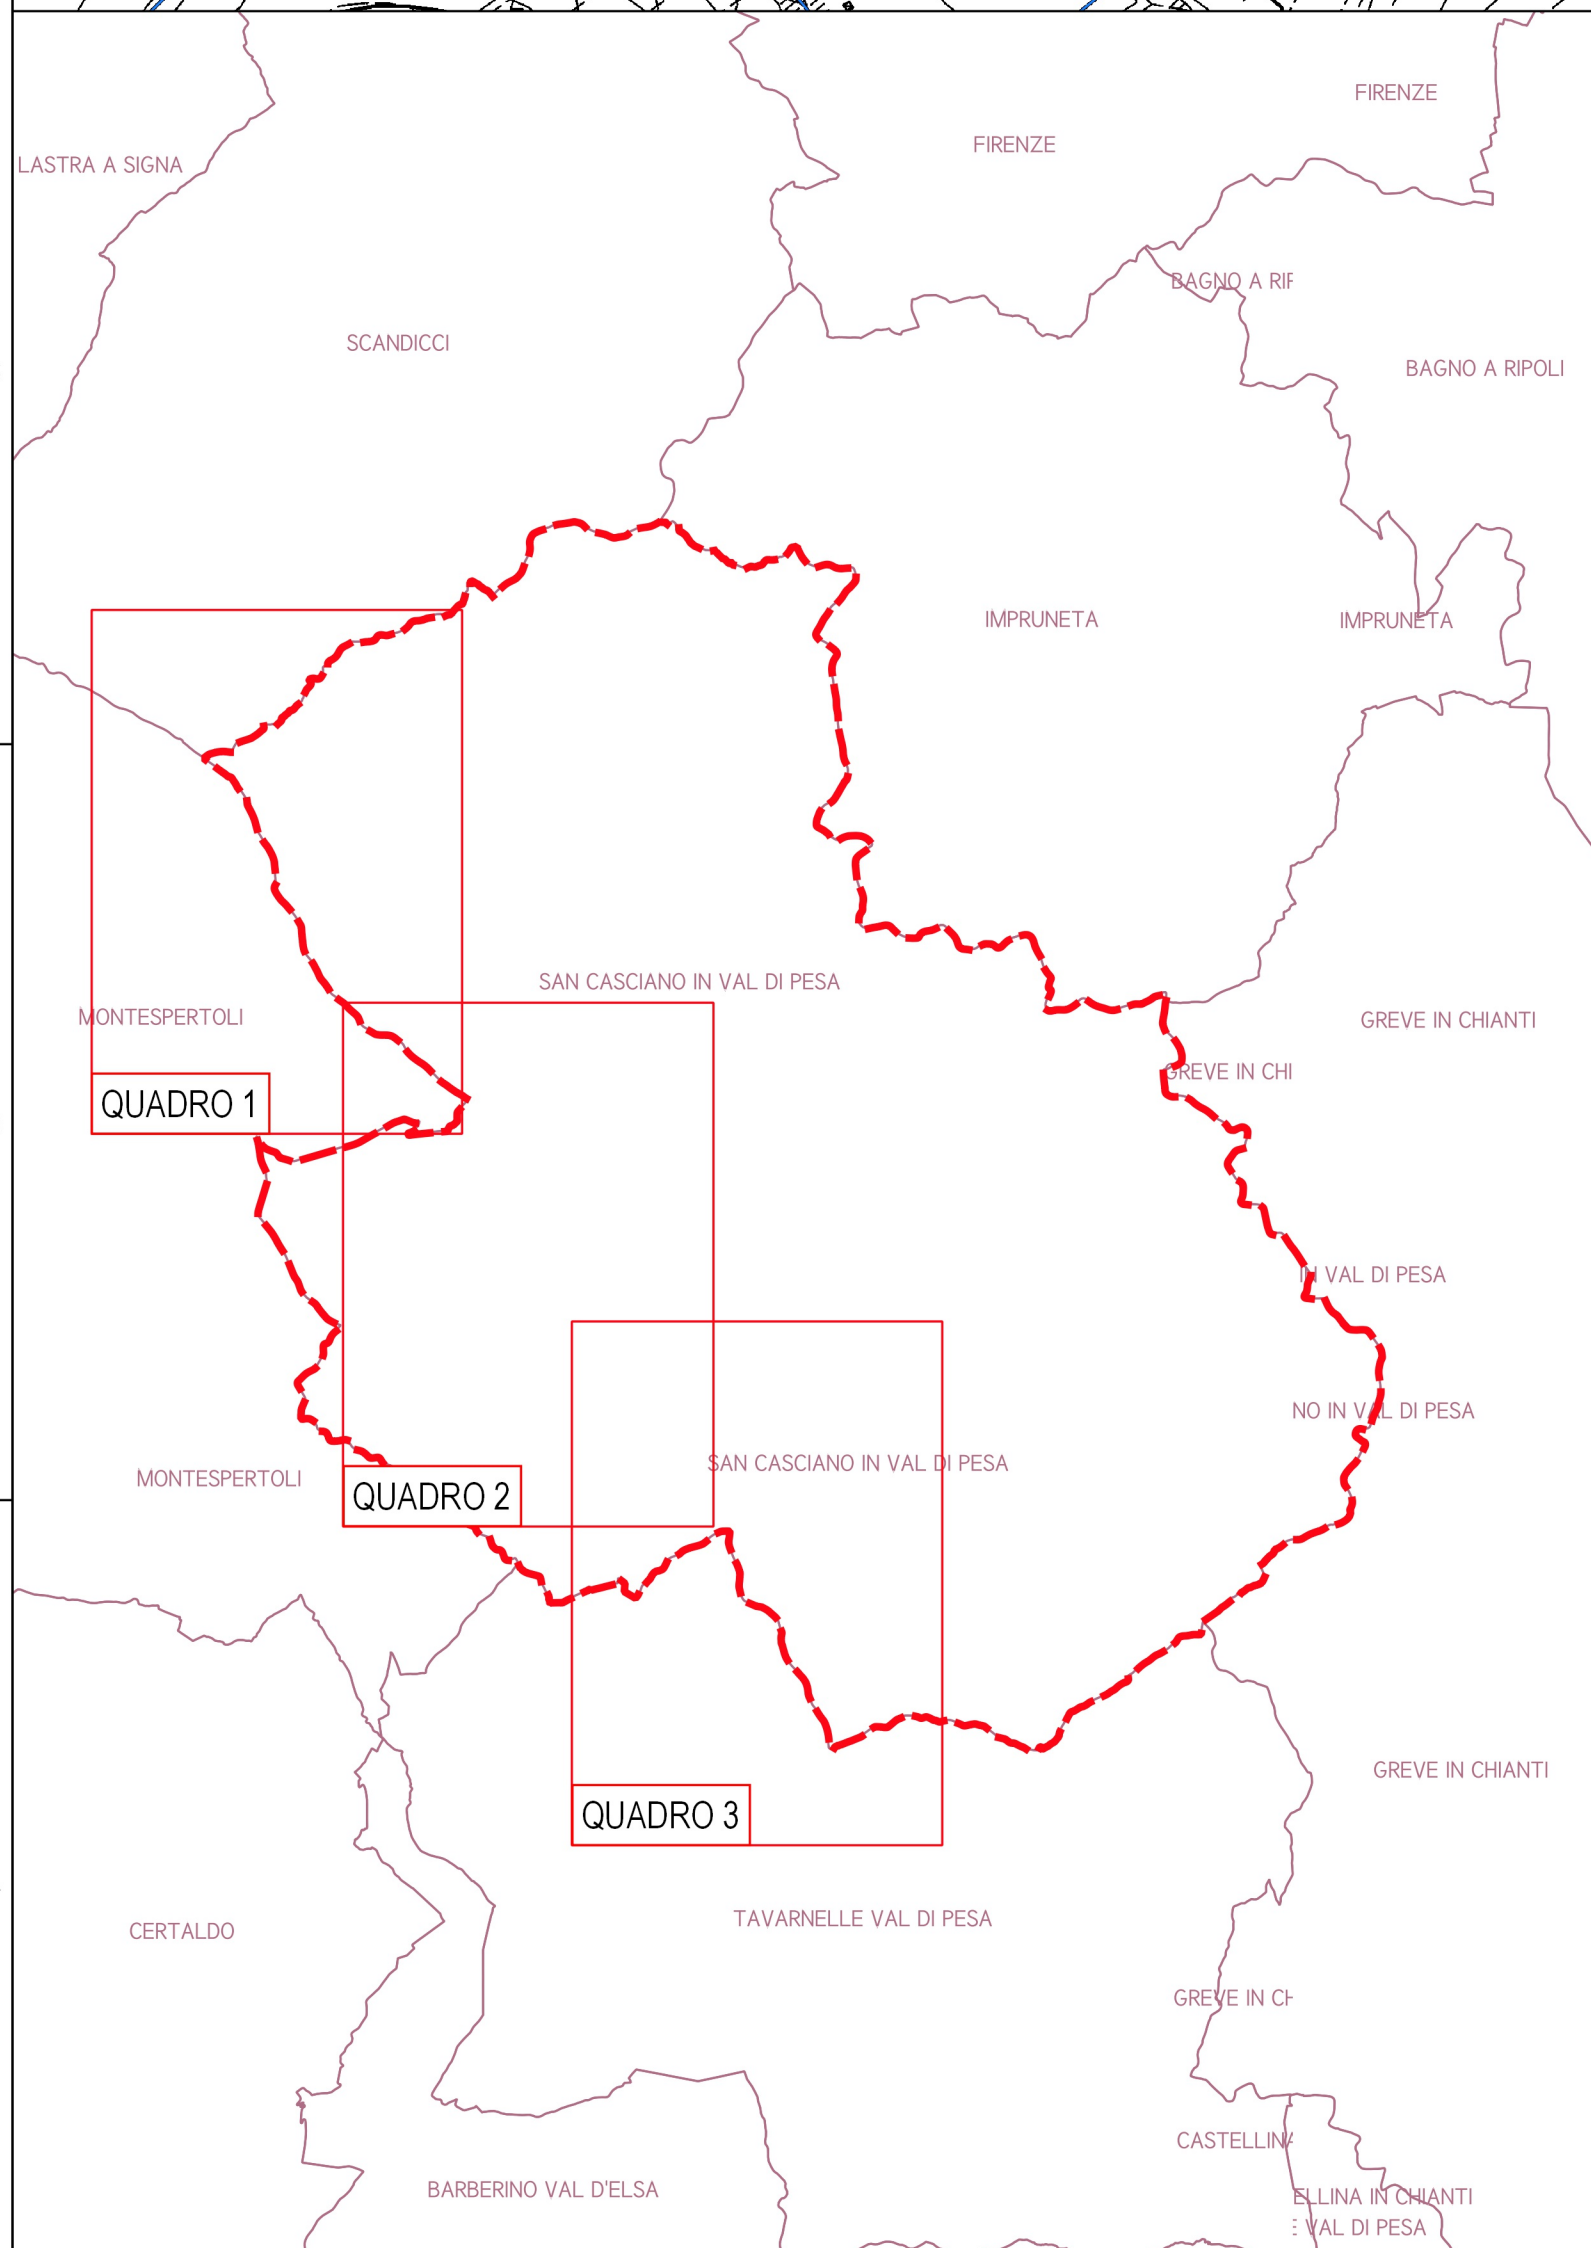 FIRENZE
FIRENZE
LASTRA A SIGNA
BAGNO A RIP
SCANDICCI
BAGNO A RIPOLI
IMPRUNETA
IMPRUNETA
SAN CASCIANO IN VAL DI PESA
MONTESPERTOLI
GREVE IN CHIANTI
GREVE IN CHI
QUADRO 1
IN VAL DI PESA
NO IN VAL DI PESA
SAN CASCIANO IN VAL DI PESA
MONTESPERTOLI
QUADRO 2
GREVE IN CHIANTI
QUADRO 3
TAVARNELLE VAL DI PESA
CERTALDO
GREVE IN CH
CASTELLINA
BARBERINO VAL D'ELSA
ELLINA IN CHIANTI
E VAL DI PESA